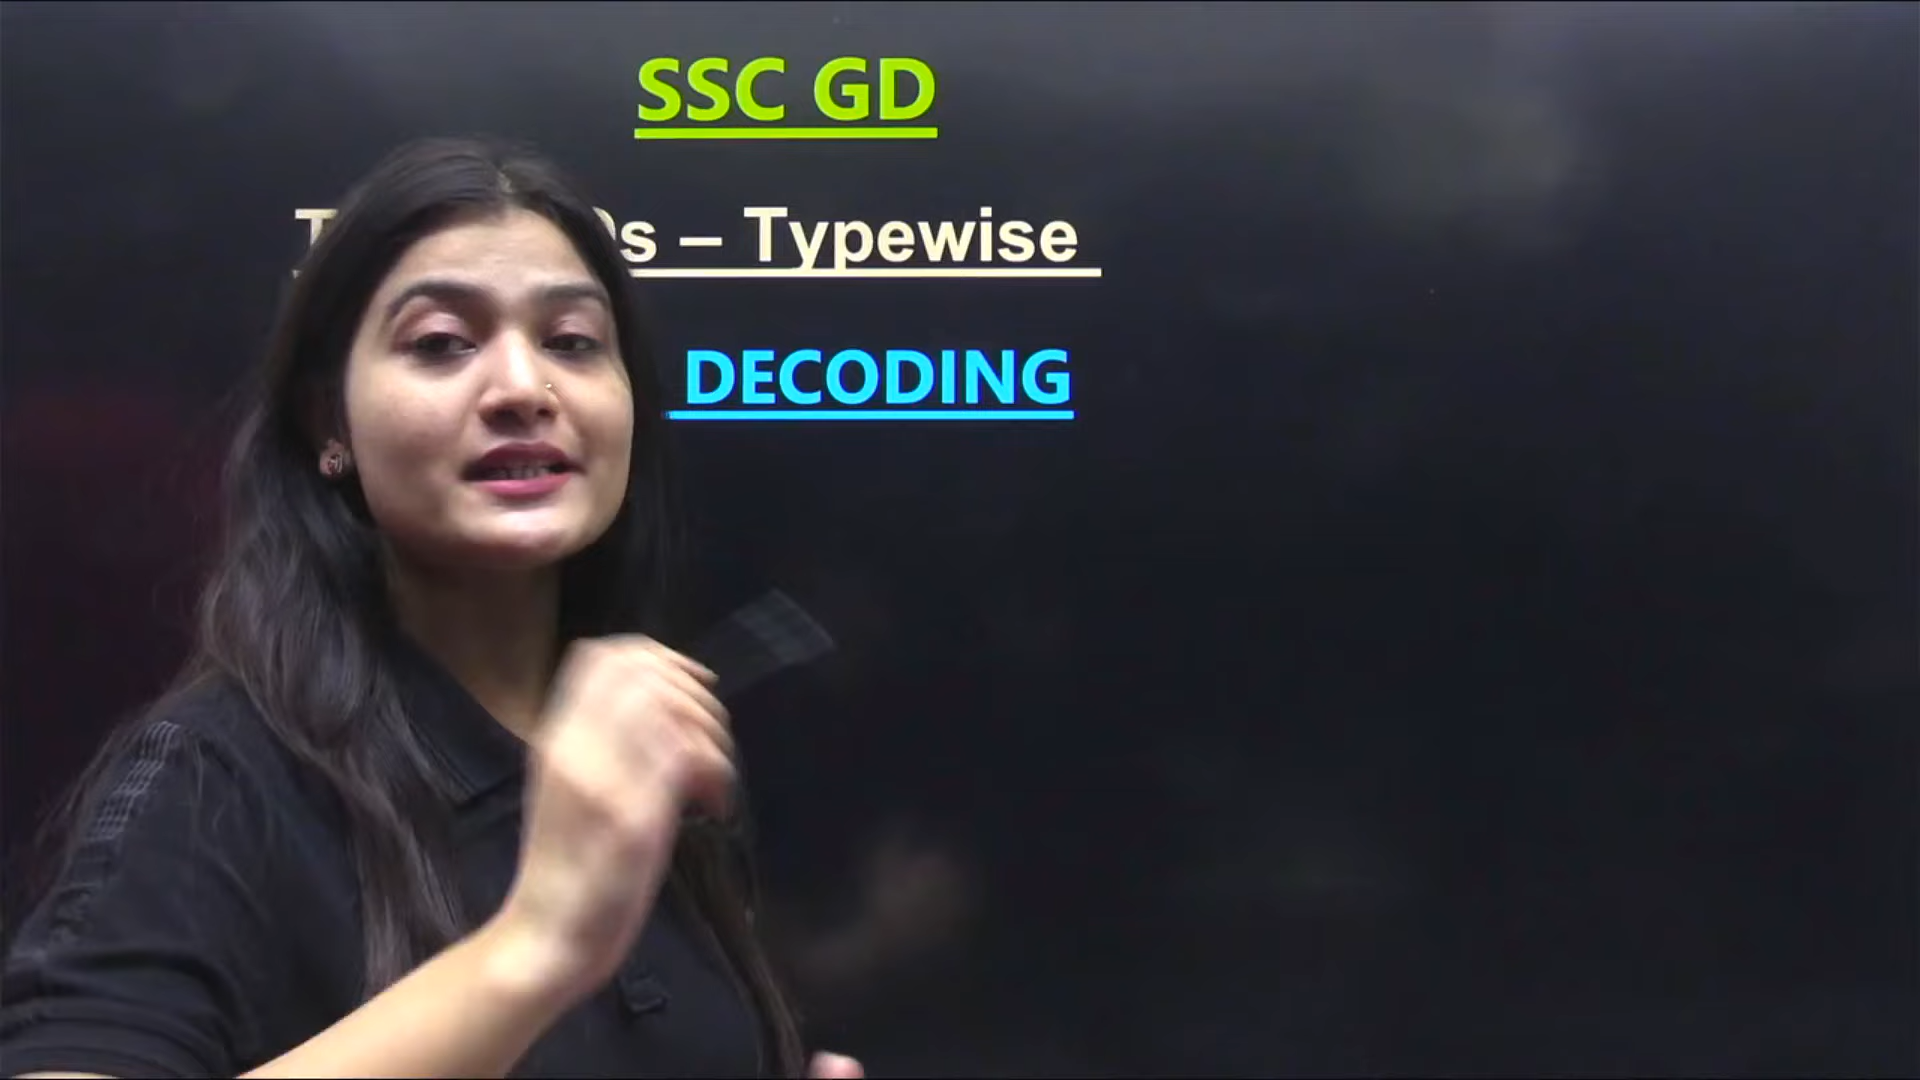 SSC GD
– Typewise
DECODING